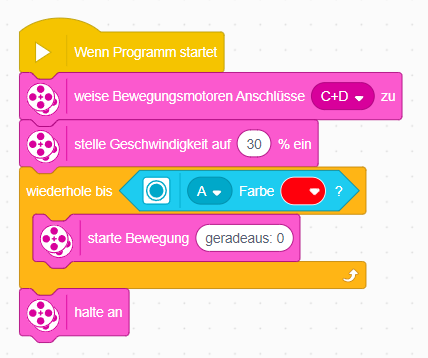 Wenn Programm startet
weise Bewegungsmotoren Anschlüsse C+D zu
stelle Geschwindigkeit auf 30 % ein
wiederhole bis A Farbe ?
starte Bewegung geradeaus: 0
halte an